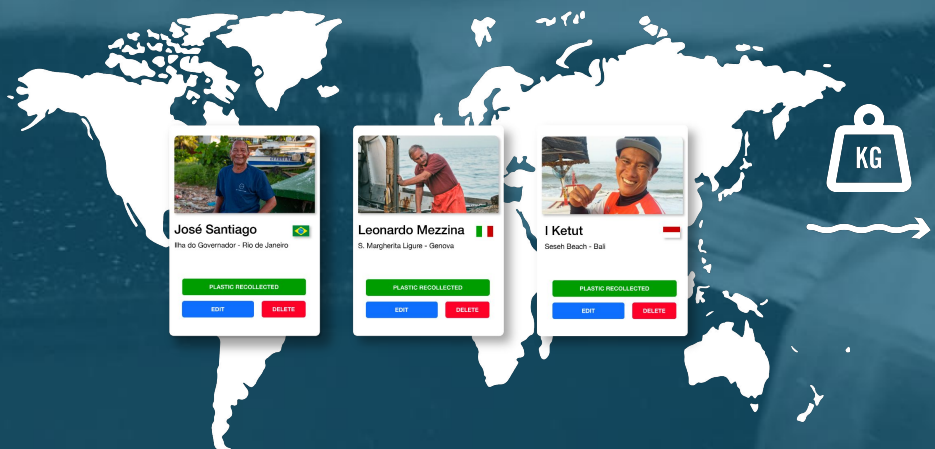 José Santiago
Ilha do Governador - Rio de Janeiro
PLASTIC RECOLLECTED
EDIT
DELETE
Leonardo Mezzina
S. Margherita Ligure - Genova
PLASTIC RECOLLECTED
EDIT
DELETE
I Ketut
Seseh Beach - Bali
PLASTIC RECOLLECTED
EDIT
DELETE
KG